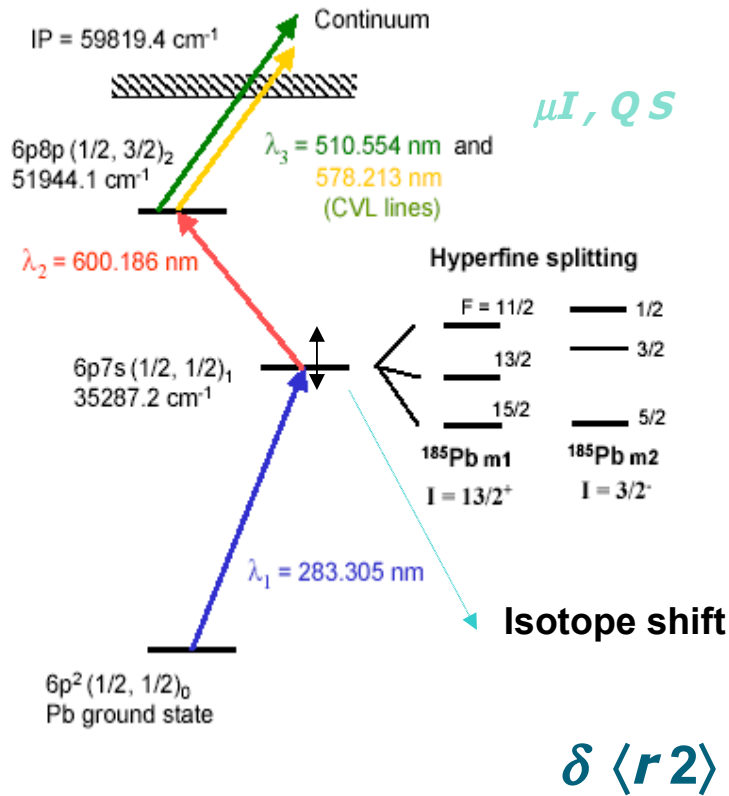 Continuum
IP = 59819.4 cm⁻¹
μI , Q S
6p8p (1/2, 3/2)₂
51944.1 cm⁻¹
λ₃ = 510.554 nm and
578.213 nm
(CVL lines)
λ₂ = 600.186 nm
Hyperfine splitting
F = 11/2
1/2
3/2
13/2
6p7s (1/2, 1/2)₁
35287.2 cm⁻¹
15/2
5/2
¹⁸⁵Pb m1
¹⁸⁵Pb m2
I = 13/2⁺
I = 3/2⁻
λ₁ = 283.305 nm
Isotope shift
6p² (1/2, 1/2)₀
Pb ground state
δ ⟨r 2⟩